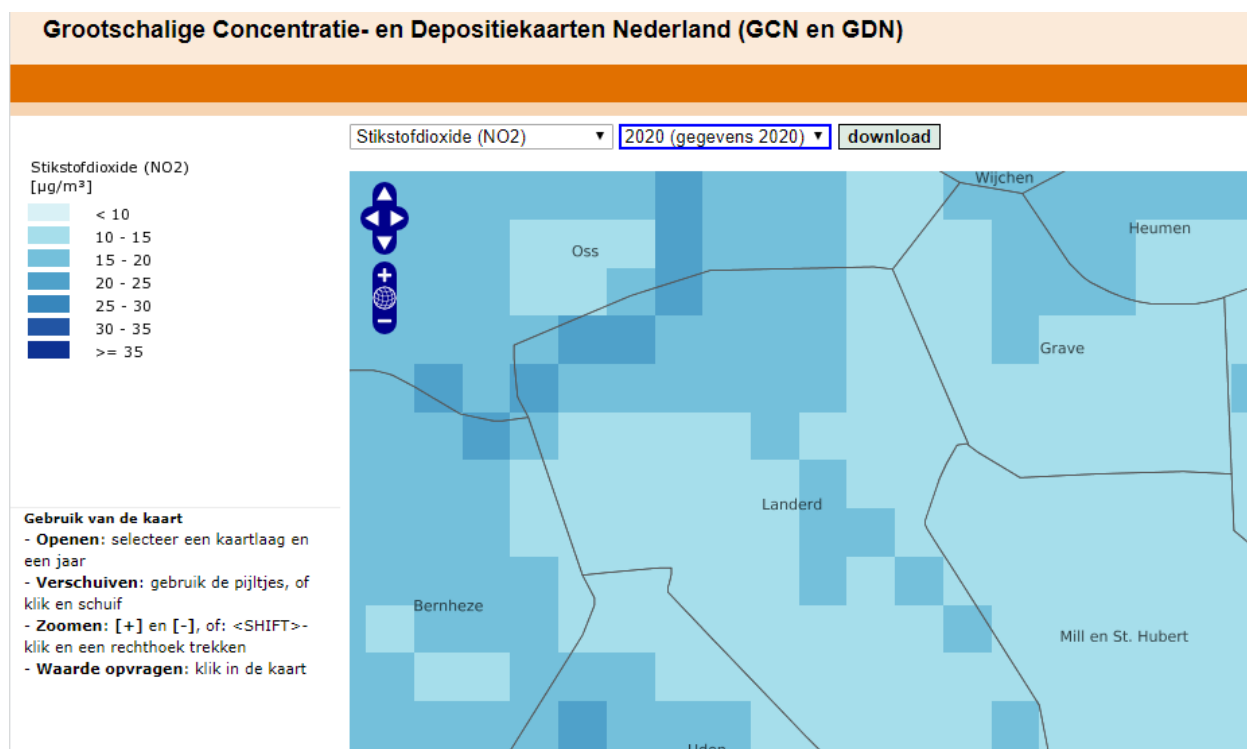 Grootschalige Concentratie- en Depositiekaarten Nederland (GCN en GDN)
Stikstofdioxide (NO2)
2020 (gegevens 2020)
download
Stikstofdioxide (NO2)
[µg/m³]
< 10
10 - 15
15 - 20
20 - 25
25 - 30
30 - 35
>= 35
Wijchen
Heumen
Oss
Grave
Landerd
Bernheze
Mill en St. Hubert
Uden
Gebruik van de kaart
- Openen: selecteer een kaartlaag en
een jaar
- Verschuiven: gebruik de pijltjes, of
klik en schuif
- Zoomen: [+] en [-], of: <SHIFT>-
klik en een rechthoek trekken
- Waarde opvragen: klik in de kaart